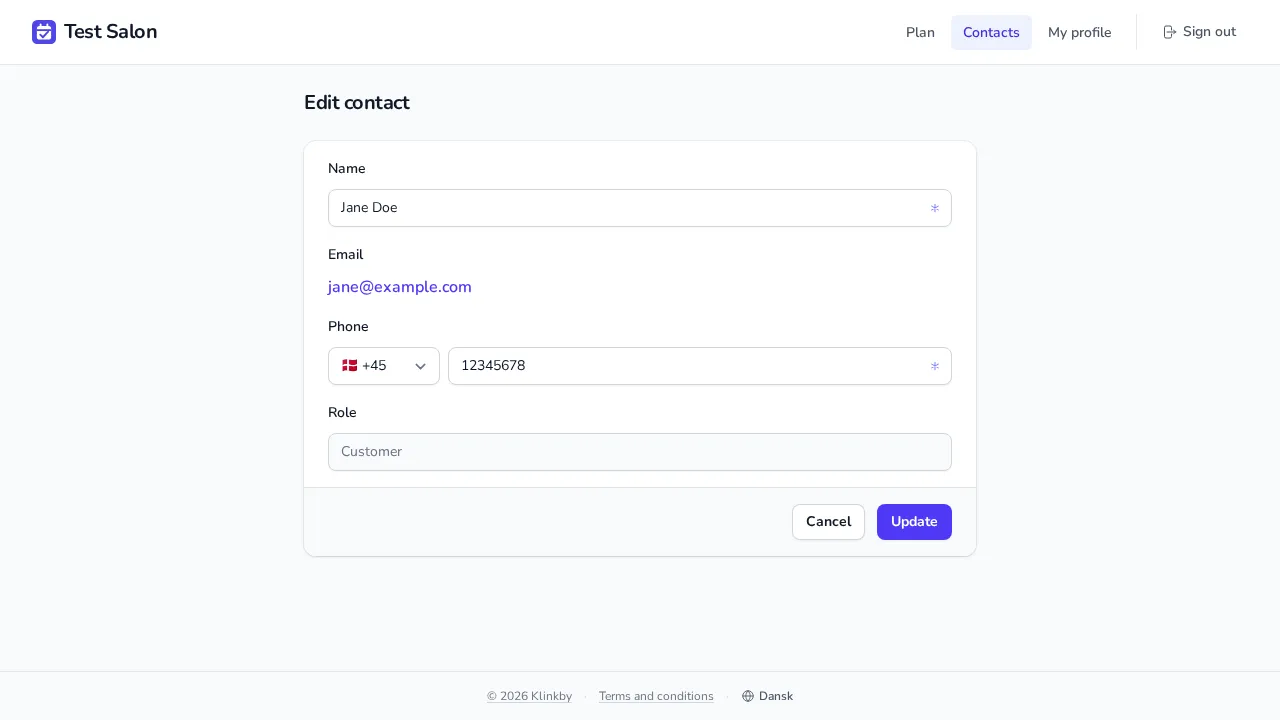 Test Salon
Plan
Contacts
My profile
Sign out
Edit contact
Name
Jane Doe
Email
jane@example.com
Phone
+45
12345678
Role
Customer
Cancel
Update
© 2026 Klinkby · Terms and conditions · Dansk